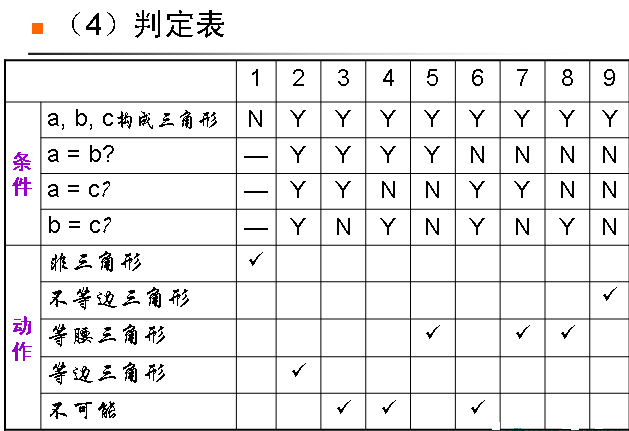 （4）判定表
1 2 3 4 5 6 7 8 9
条件
a, b, c构成三角形 N Y Y Y Y Y Y Y Y
a = b? — Y Y Y Y N N N N
a = c? — Y Y N N Y Y N N
b = c? — Y N Y N Y N Y N
动作
非三角形 ✓
不等边三角形 ✓
等腰三角形 ✓ ✓ ✓
等边三角形 ✓
不可能 ✓ ✓ ✓